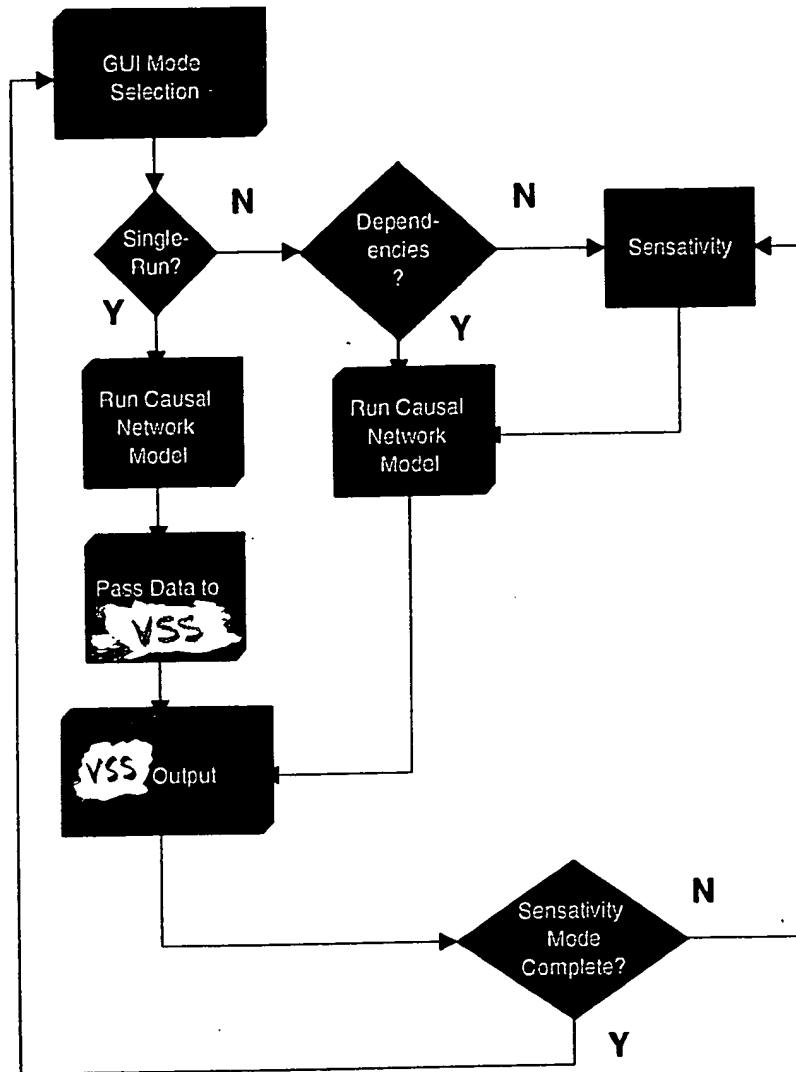 GUI Mode
Selection
N
N
Single-
Run?
Depend-
encies
?
Sensativity
Y
Y
Run Causal
Network
Model
Run Causal
Network
Model
Pass Data to
VSS
VSS Output
Sensativity
Mode
Complete?
N
Y